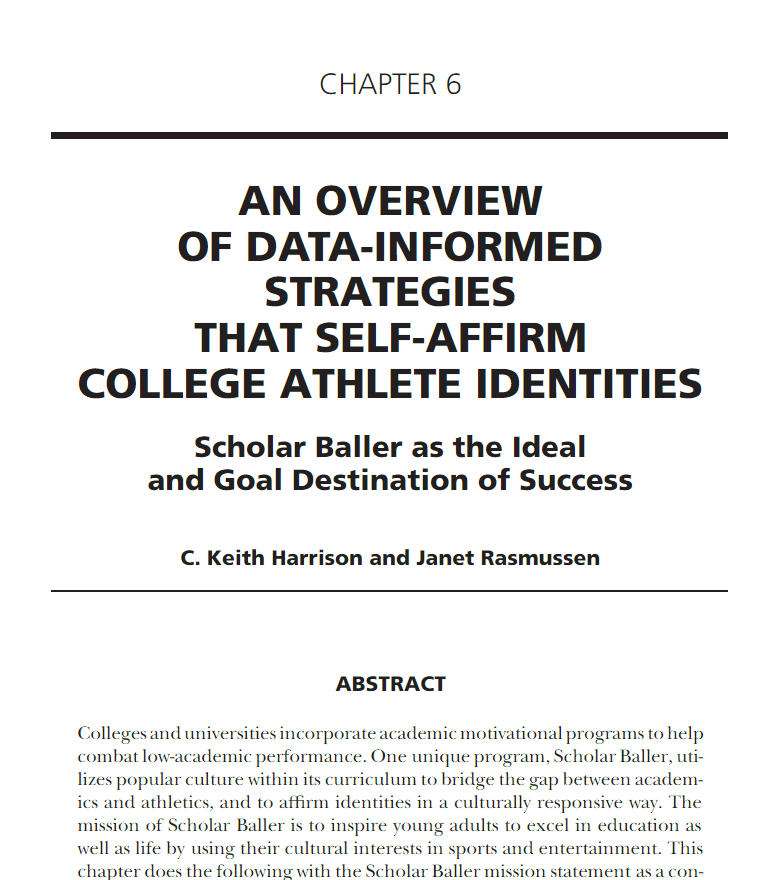 CHAPTER 6
AN OVERVIEW
OF DATA-INFORMED
STRATEGIES
THAT SELF-AFFIRM
COLLEGE ATHLETE IDENTITIES
Scholar Baller as the Ideal
and Goal Destination of Success
C. Keith Harrison and Janet Rasmussen
ABSTRACT
Colleges and universities incorporate academic motivational programs to help
combat low-academic performance. One unique program, Scholar Baller, uti-
lizes popular culture within its curriculum to bridge the gap between academ-
ics and athletics, and to affirm identities in a culturally responsive way. The
mission of Scholar Baller is to inspire young adults to excel in education as
well as life by using their cultural interests in sports and entertainment. This
chapter does the following with the Scholar Baller mission statement as a con-